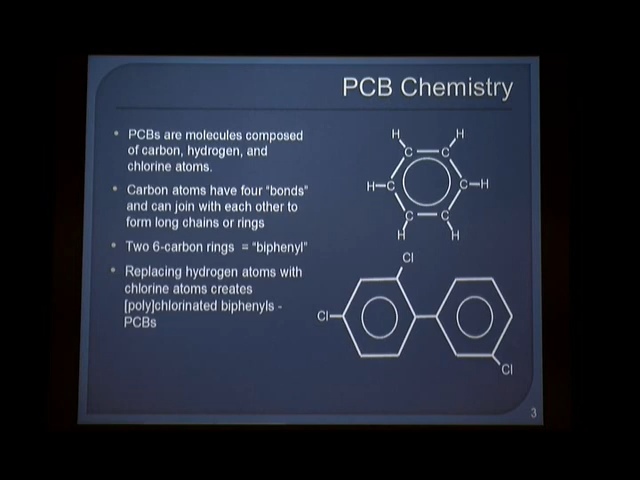 PCB Chemistry
• PCBs are molecules composed
of carbon, hydrogen, and
chlorine atoms.
• Carbon atoms have four "bonds"
and can join with each other to
form long chains or rings
• Two 6-carbon rings = "biphenyl"
• Replacing hydrogen atoms with
chlorine atoms creates
[poly]chlorinated biphenyls -
PCBs
H H
C C
H C C H
C C
H H
Cl
Cl
Cl
3